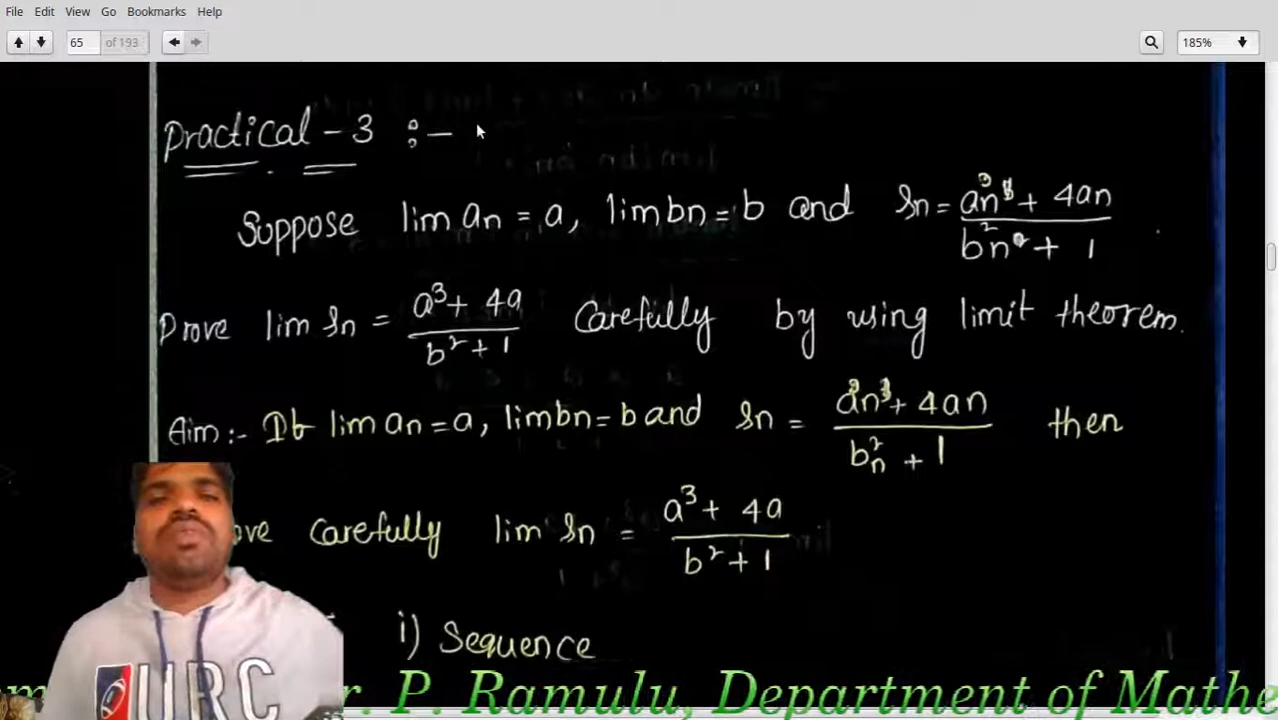 File Edit View Go Bookmarks Help
65 of 193 185%
Practical - 3 :-
Suppose lim an = a, lim bn = b and Sn = an³ + 4an / bn² + 1
Prove lim Sn = a³ + 4a / b² + 1 Carefully by using limit theorem.
Aim :- If lim an = a, lim bn = b and Sn = an³ + 4an / bn² + 1 then
Carefully lim Sn = a³ + 4a / b² + 1
i) Sequence
r. P. Ramulu, Department of Mathe
URC